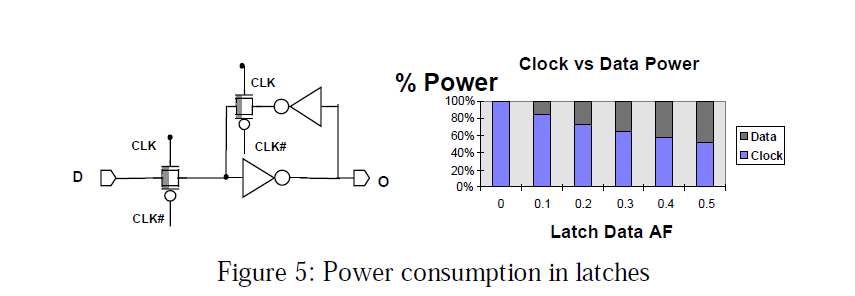 Clock vs Data Power
% Power
CLK
CLK#
CLK
CLK#
D
O
100%
80%
60%
40%
20%
0%
0 0.1 0.2 0.3 0.4 0.5
Latch Data AF
Data
Clock
Figure 5: Power consumption in latches